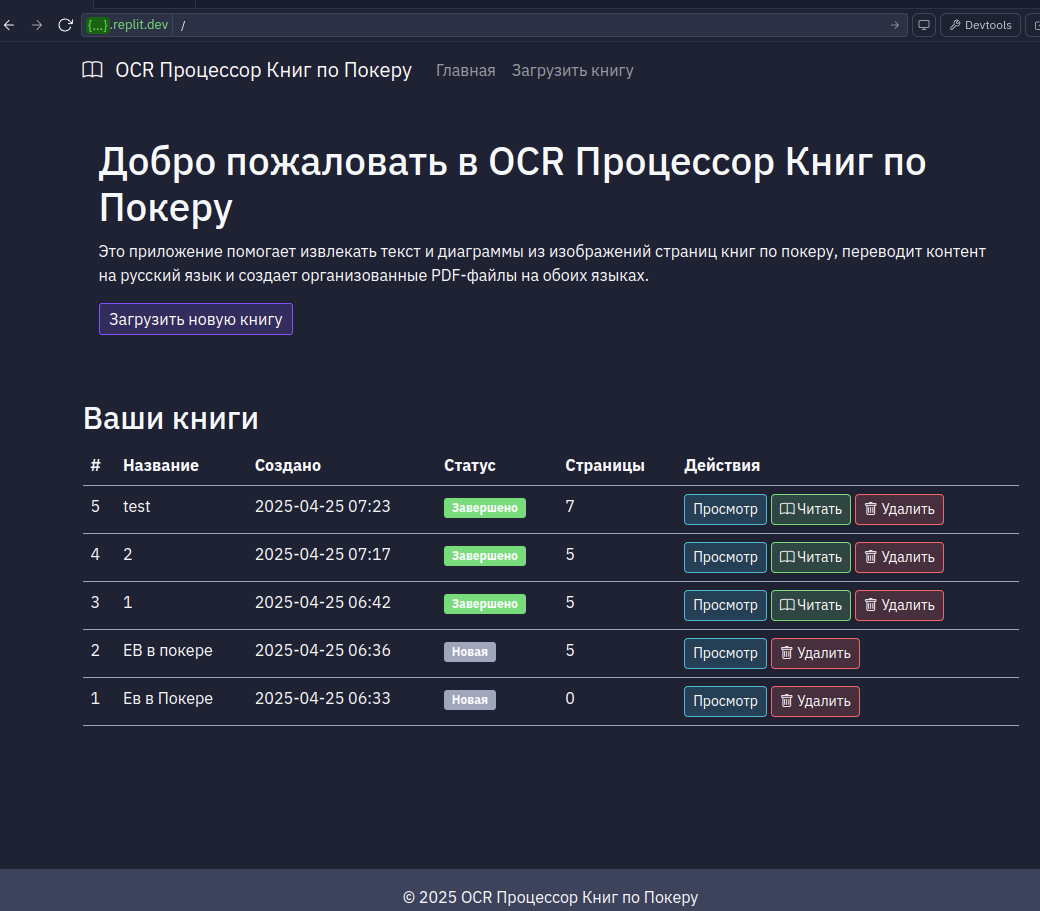 {...}.replit.dev /
Devtools
OCR Процессор Книг по Покеру Главная Загрузить книгу
Добро пожаловать в OCR Процессор Книг по
Покеру
Это приложение помогает извлекать текст и диаграммы из изображений страниц книг по покеру, переводит контент
на русский язык и создает организованные PDF-файлы на обоих языках.
Загрузить новую книгу
Ваши книги
# Название Создано Статус Страницы Действия
5 test 2025-04-25 07:23 Завершено 7 Просмотр Читать Удалить
4 2 2025-04-25 07:17 Завершено 5 Просмотр Читать Удалить
3 1 2025-04-25 06:42 Завершено 5 Просмотр Читать Удалить
2 ЕВ в покере 2025-04-25 06:36 Новая 5 Просмотр Удалить
1 Ев в Покере 2025-04-25 06:33 Новая 0 Просмотр Удалить
© 2025 OCR Процессор Книг по Покеру